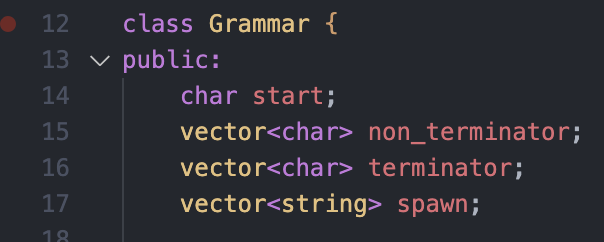 12 class Grammar {
13 public:
14 char start;
15 vector<char> non_terminator;
16 vector<char> terminator;
17 vector<string> spawn;
18